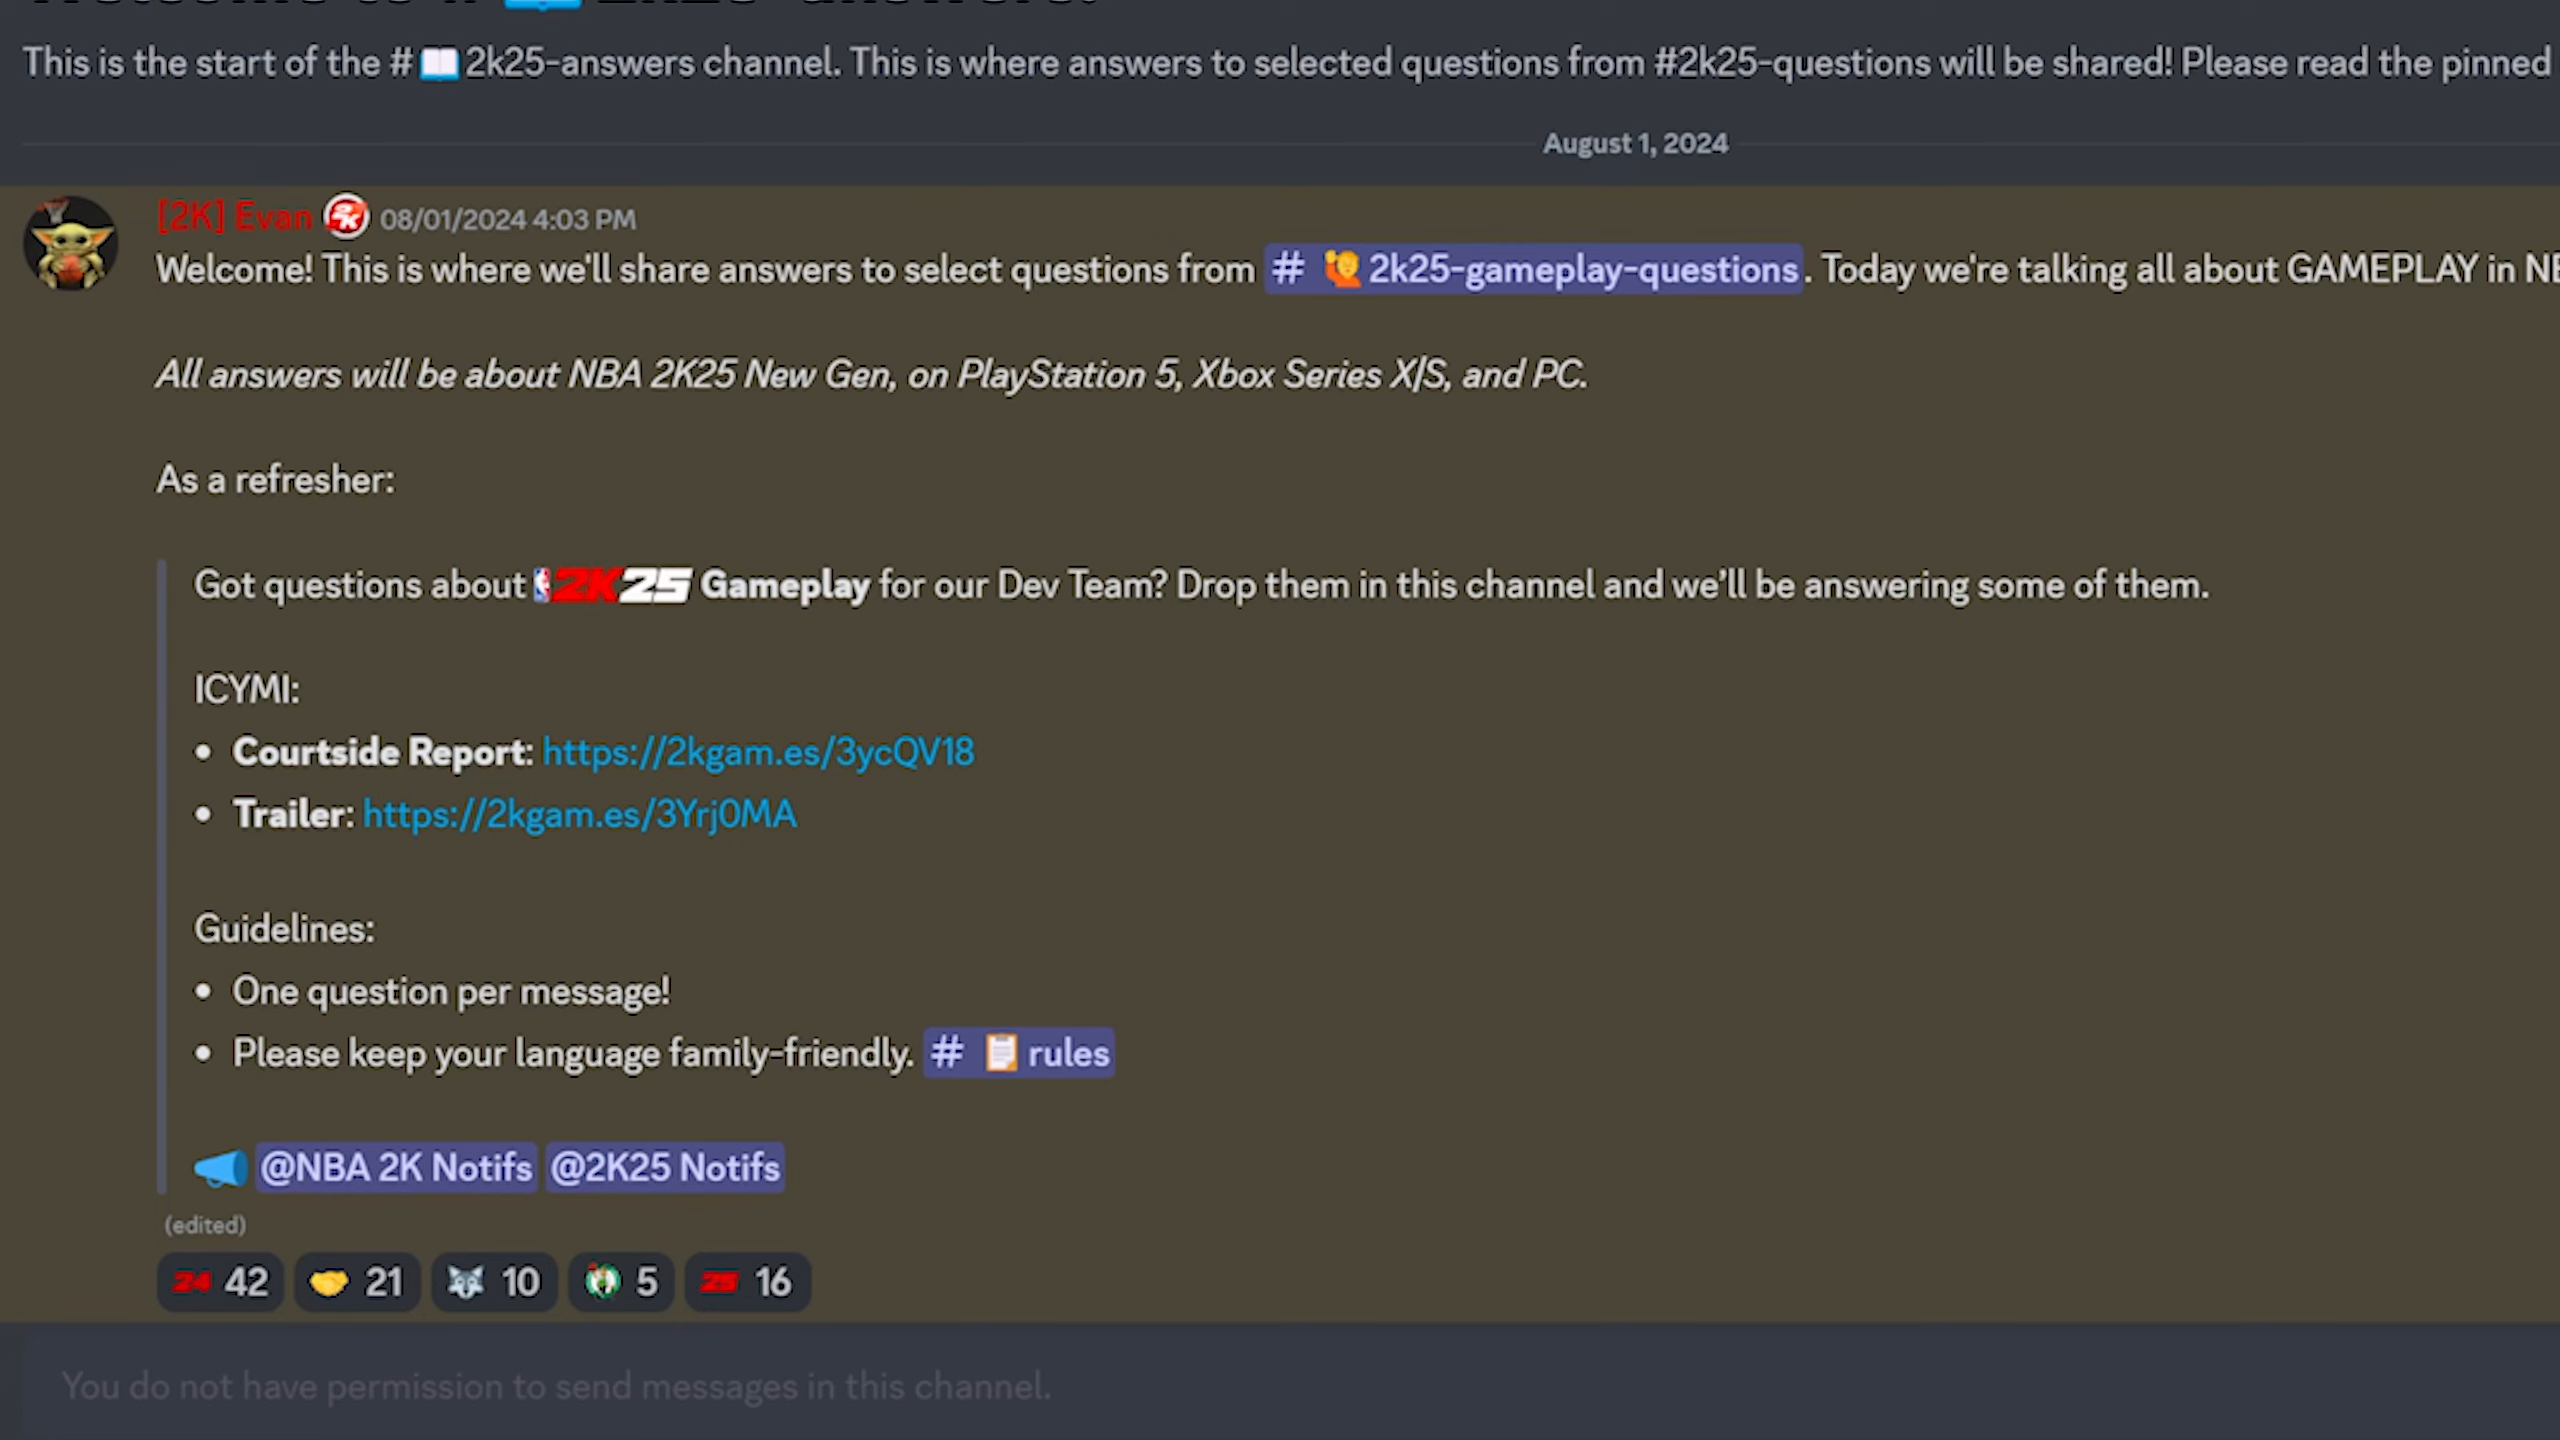 This is the start of the # 2k25-answers channel. This is where answers to selected questions from #2k25-questions will be shared! Please read the pinned
August 1, 2024
[2K] Evan 2K 08/01/2024 4:03 PM
Welcome! This is where we'll share answers to select questions from # 2k25-gameplay-questions. Today we're talking all about GAMEPLAY in
All answers will be about NBA 2K25 New Gen, on PlayStation 5, Xbox Series X|S, and PC.
As a refresher:
Got questions about 2K25 Gameplay for our Dev Team? Drop them in this channel and we’ll be answering some of them.
ICYMI:
• Courtside Report: https://2kgam.es/3ycQV18
• Trailer: https://2kgam.es/3Yrj0MA
Guidelines:
• One question per message!
• Please keep your language family-friendly. # rules
@NBA 2K Notifs @2K25 Notifs
(edited)
24 42 21 10 5 25 16
You do not have permission to send messages in this channel.